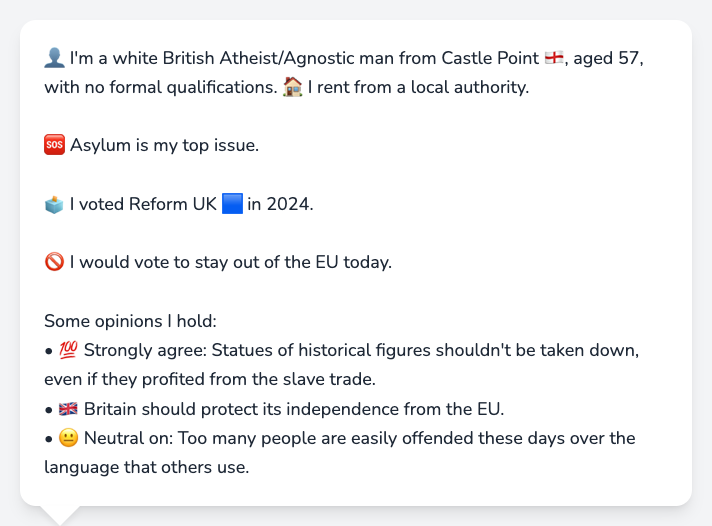 👤 I'm a white British Atheist/Agnostic man from Castle Point 🏴󠁧󠁢󠁥󠁮󠁧󠁿, aged 57,
with no formal qualifications. 🏠 I rent from a local authority.
🆘 Asylum is my top issue.
🗳️ I voted Reform UK 🟦 in 2024.
🚫 I would vote to stay out of the EU today.
Some opinions I hold:
• 💯 Strongly agree: Statues of historical figures shouldn't be taken down,
even if they profited from the slave trade.
• 🇬🇧 Britain should protect its independence from the EU.
• 😐 Neutral on: Too many people are easily offended these days over the
language that others use.